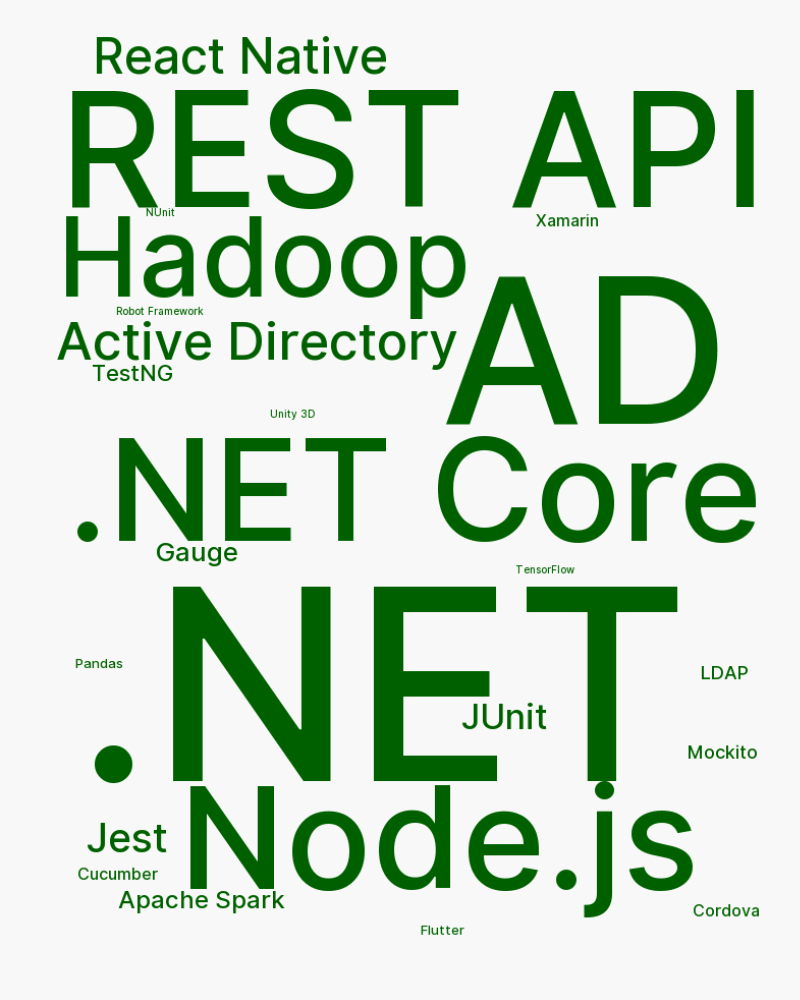 React Native
REST API
NUnit
Xamarin
Hadoop
Robot Framework
Active Directory
AD
TestNG
Unity 3D
.NET Core
Gauge
TensorFlow
.NET
Pandas
LDAP
JUnit
Mockito
Node.js
Jest
Cucumber
Apache Spark
Cordova
Flutter